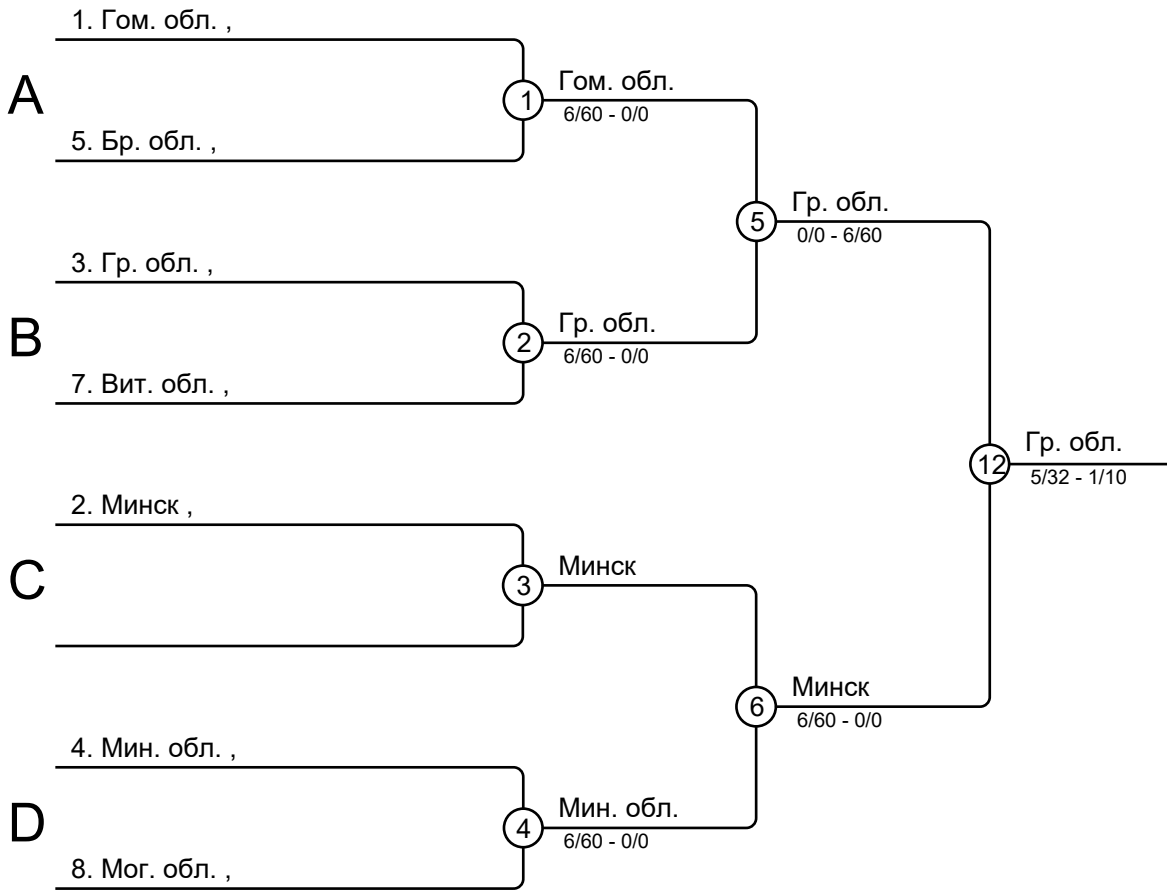 1. Гом. обл. ,
A
1
Гом. обл.
6/60 - 0/0
5. Бр. обл. ,
5
Гр. обл.
0/0 - 6/60
3. Гр. обл. ,
B
2
Гр. обл.
6/60 - 0/0
7. Вит. обл. ,
12
Гр. обл.
5/32 - 1/10
2. Минск ,
C
3
Минск
6
Минск
6/60 - 0/0
4. Мин. обл. ,
D
4
Мин. обл.
6/60 - 0/0
8. Мог. обл. ,